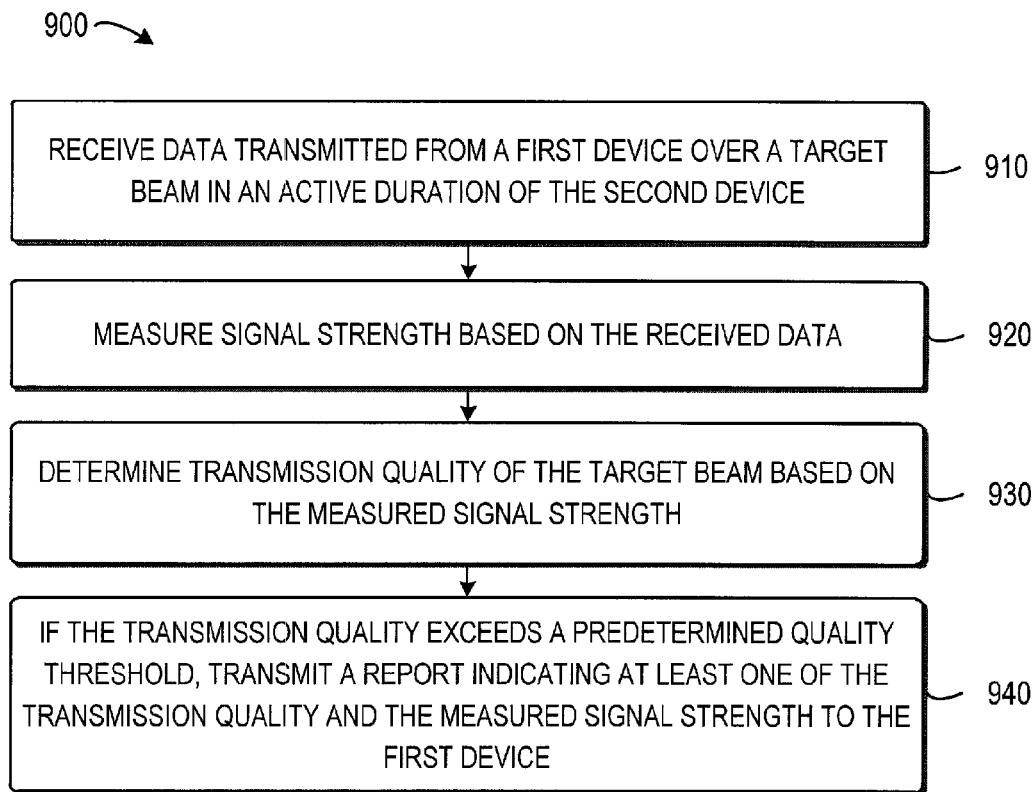 900
RECEIVE DATA TRANSMITTED FROM A FIRST DEVICE OVER A TARGET
BEAM IN AN ACTIVE DURATION OF THE SECOND DEVICE
910
MEASURE SIGNAL STRENGTH BASED ON THE RECEIVED DATA
920
DETERMINE TRANSMISSION QUALITY OF THE TARGET BEAM BASED ON
THE MEASURED SIGNAL STRENGTH
930
IF THE TRANSMISSION QUALITY EXCEEDS A PREDETERMINED QUALITY
THRESHOLD, TRANSMIT A REPORT INDICATING AT LEAST ONE OF THE
TRANSMISSION QUALITY AND THE MEASURED SIGNAL STRENGTH TO THE
FIRST DEVICE
940